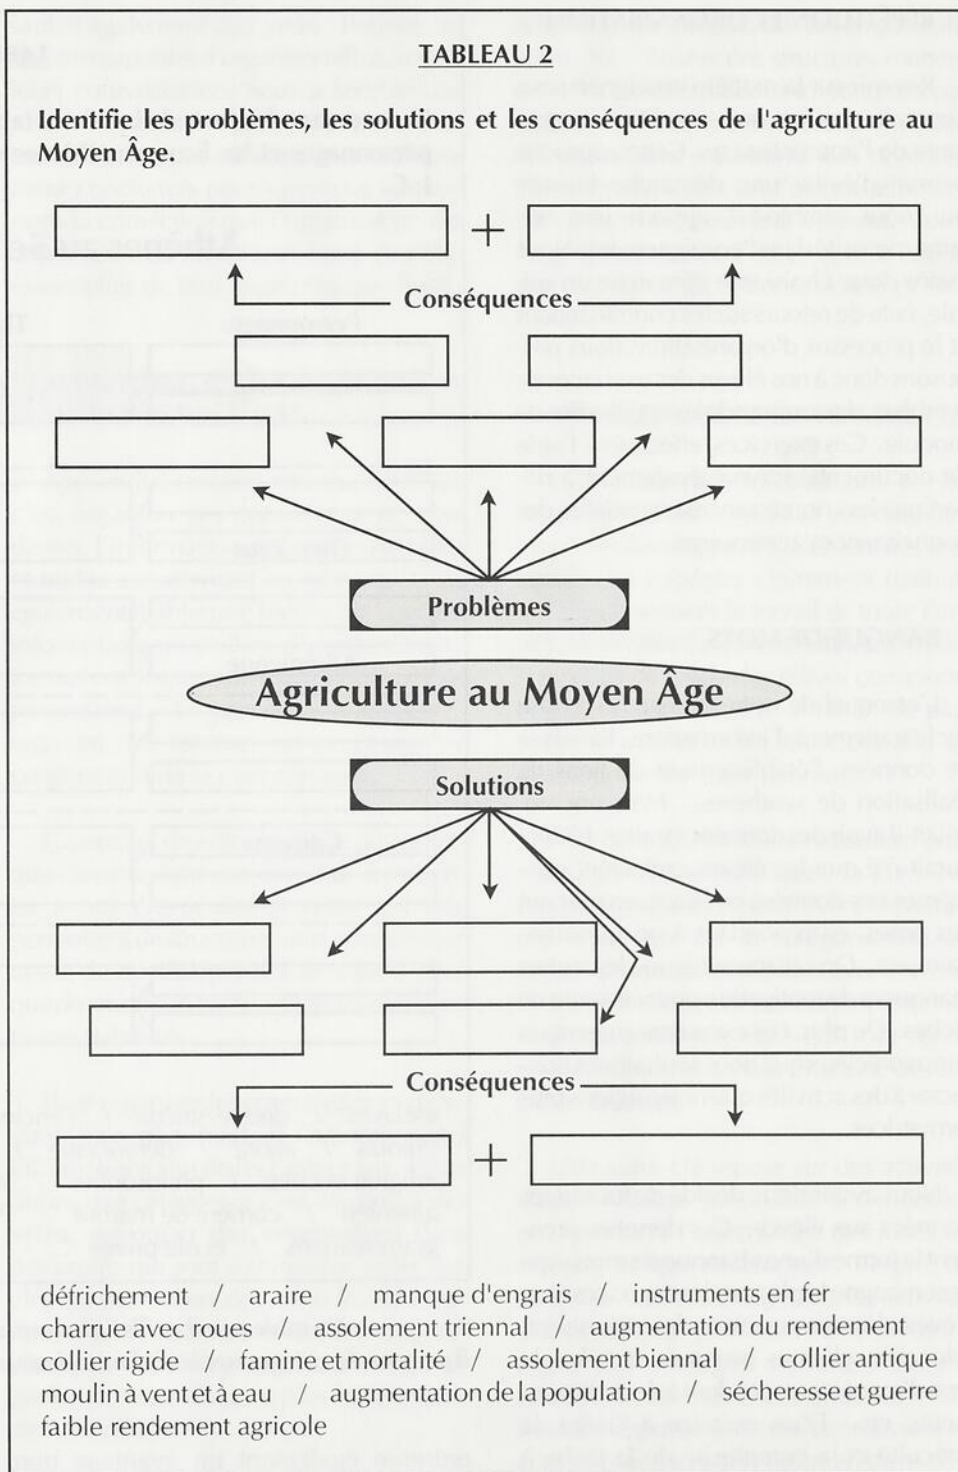 TABLEAU 2
Identifie les problèmes, les solutions et les conséquences de l'agriculture au
Moyen Âge.
+
Conséquences
Problèmes
Agriculture au Moyen Âge
Solutions
Conséquences
+
défrichement / araire / manque d'engrais / instruments en fer
charrue avec roues / assolement triennal / augmentation du rendement
collier rigide / famine et mortalité / assolement biennal / collier antique
moulin à vent et à eau / augmentation de la population / sécheresse et guerre
faible rendement agricole